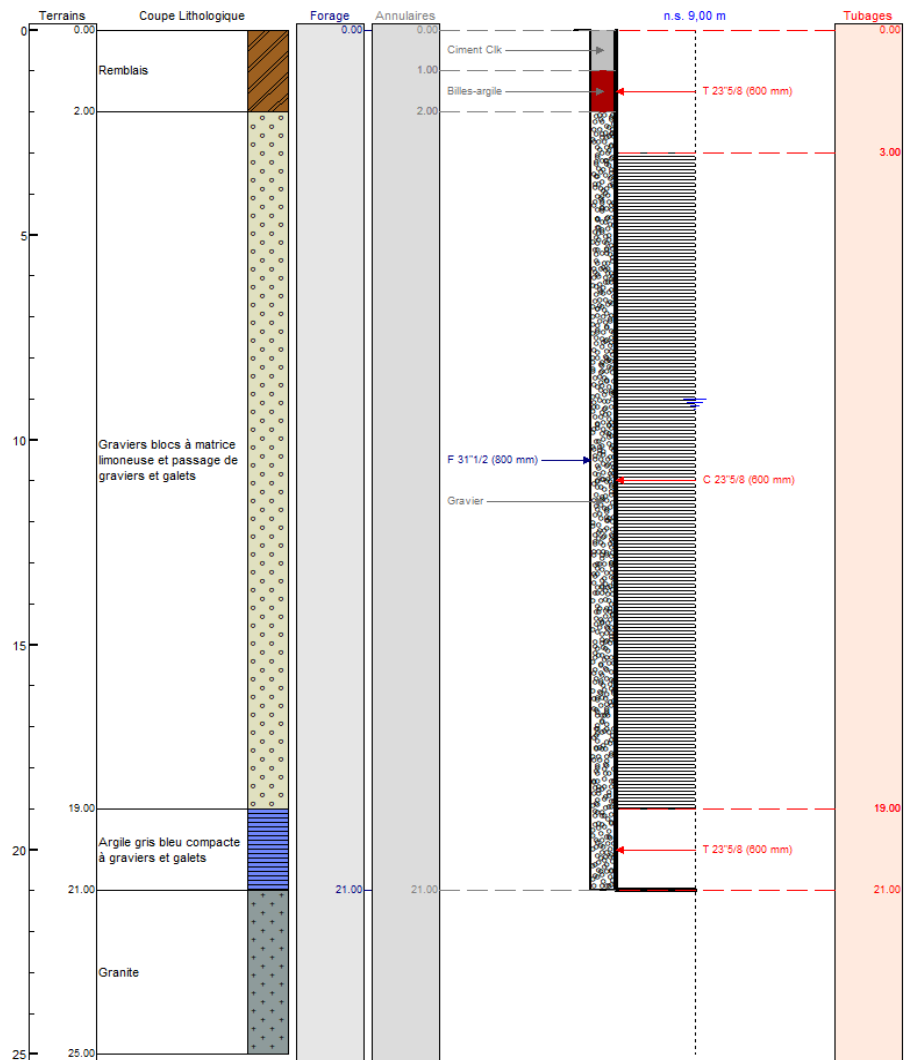 Terrains
Coupe Lithologique
Forage
Annulaires
n.s. 9,00 m
Tubages
0
0.00
0.00
0.00
0.00
Ciment Clk
Remblais
1.00
Billes-argile
T 23"5/8 (600 mm)
2.00
2.00
3.00
5
10
Graviers blocs à matrice
limoneuse et passage de
graviers et galets
F 31"1/2 (800 mm)
C 23"5/8 (600 mm)
Gravier
15
19.00
19.00
Argile gris bleu compacte
à graviers et galets
20
T 23"5/8 (600 mm)
21.00
21.00
21.00
21.00
Granite
25
25.00